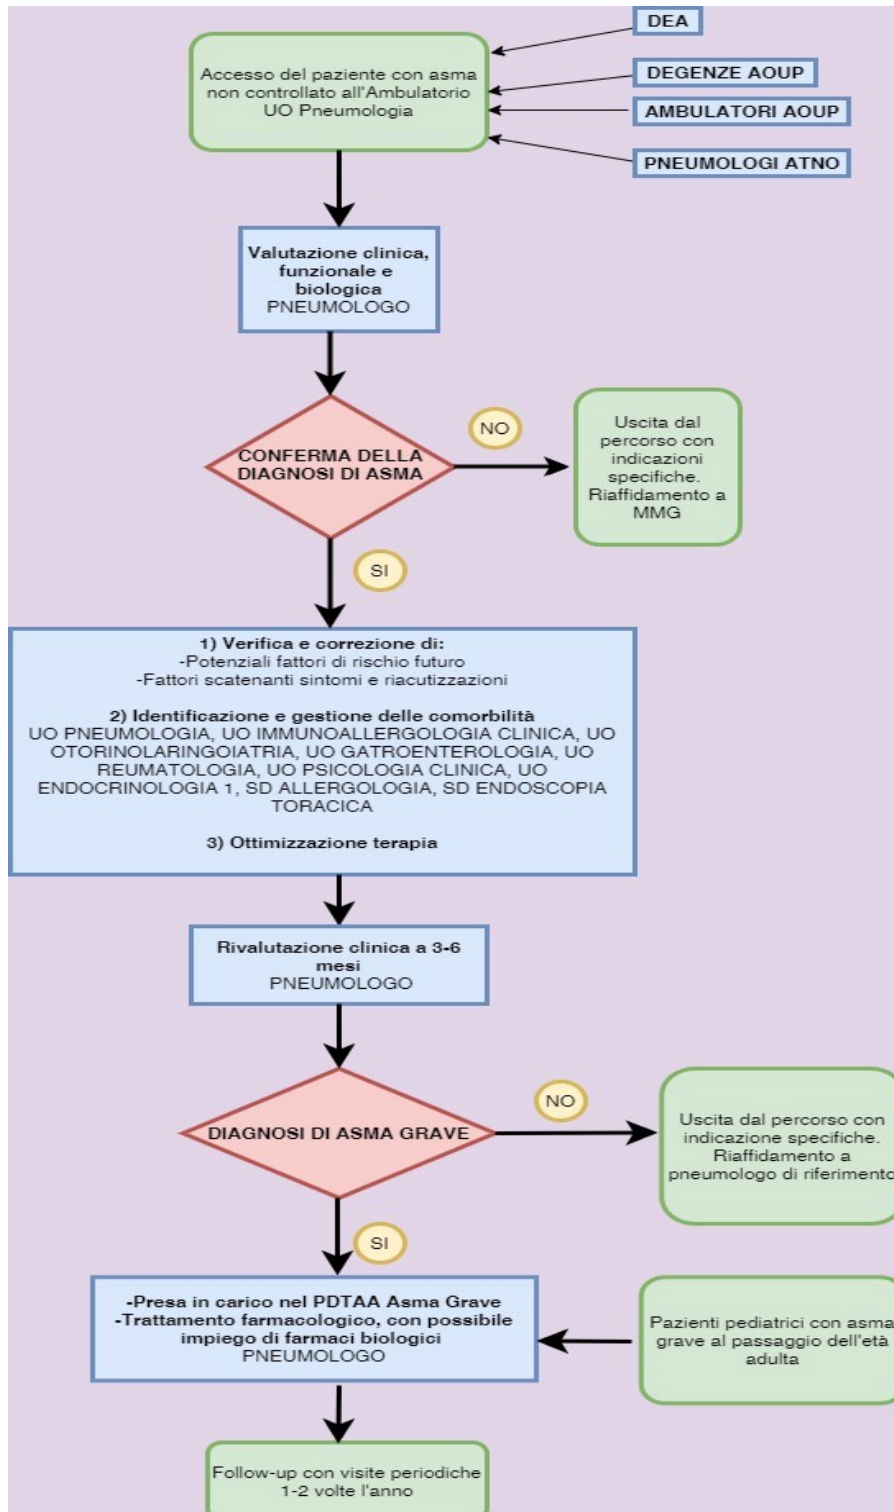 DEA
Accesso del paziente con asma
non controllato all'Ambulatorio
UO Pneumologia
DEGENZE AOUP
AMBULATORI AOUP
PNEUMOLOGI ATNO
Valutazione clinica,
funzionale e
biologica
PNEUMOLOGO
CONFERMA DELLA
DIAGNOSI DI ASMA
NO
Uscita dal
percorso con
indicazioni
specifiche.
Riaffidamento a
MMG
SI
1) Verifica e correzione di:
-Potenziali fattori di rischio futuro
-Fattori scatenanti sintomi e riacutizzazioni
2) Identificazione e gestione delle comorbilità
UO PNEUMOLOGIA, UO IMMUNOALLERGOLOGIA CLINICA, UO
OTORINOLARINGOIATRIA, UO GATROENTEROLOGIA, UO
REUMATOLOGIA, UO PSICOLOGIA CLINICA, UO
ENDOCRINOLOGIA 1, SD ALLERGOLOGIA, SD ENDOSCOPIA
TORACICA
3) Ottimizzazione terapia
Rivalutazione clinica a 3-6
mesi
PNEUMOLOGO
DIAGNOSI DI ASMA GRAVE
NO
Uscita dal percorso con
indicazione specifiche.
Riaffidamento a
pneumologo di riferimento
SI
-Presa in carico nel PDTAA Asma Grave
-Trattamento farmacologico, con possibile
impiego di farmaci biologici
PNEUMOLOGO
Pazienti pediatrici con asma
grave al passaggio dell'età
adulta
Follow-up con visite periodiche
1-2 volte l'anno